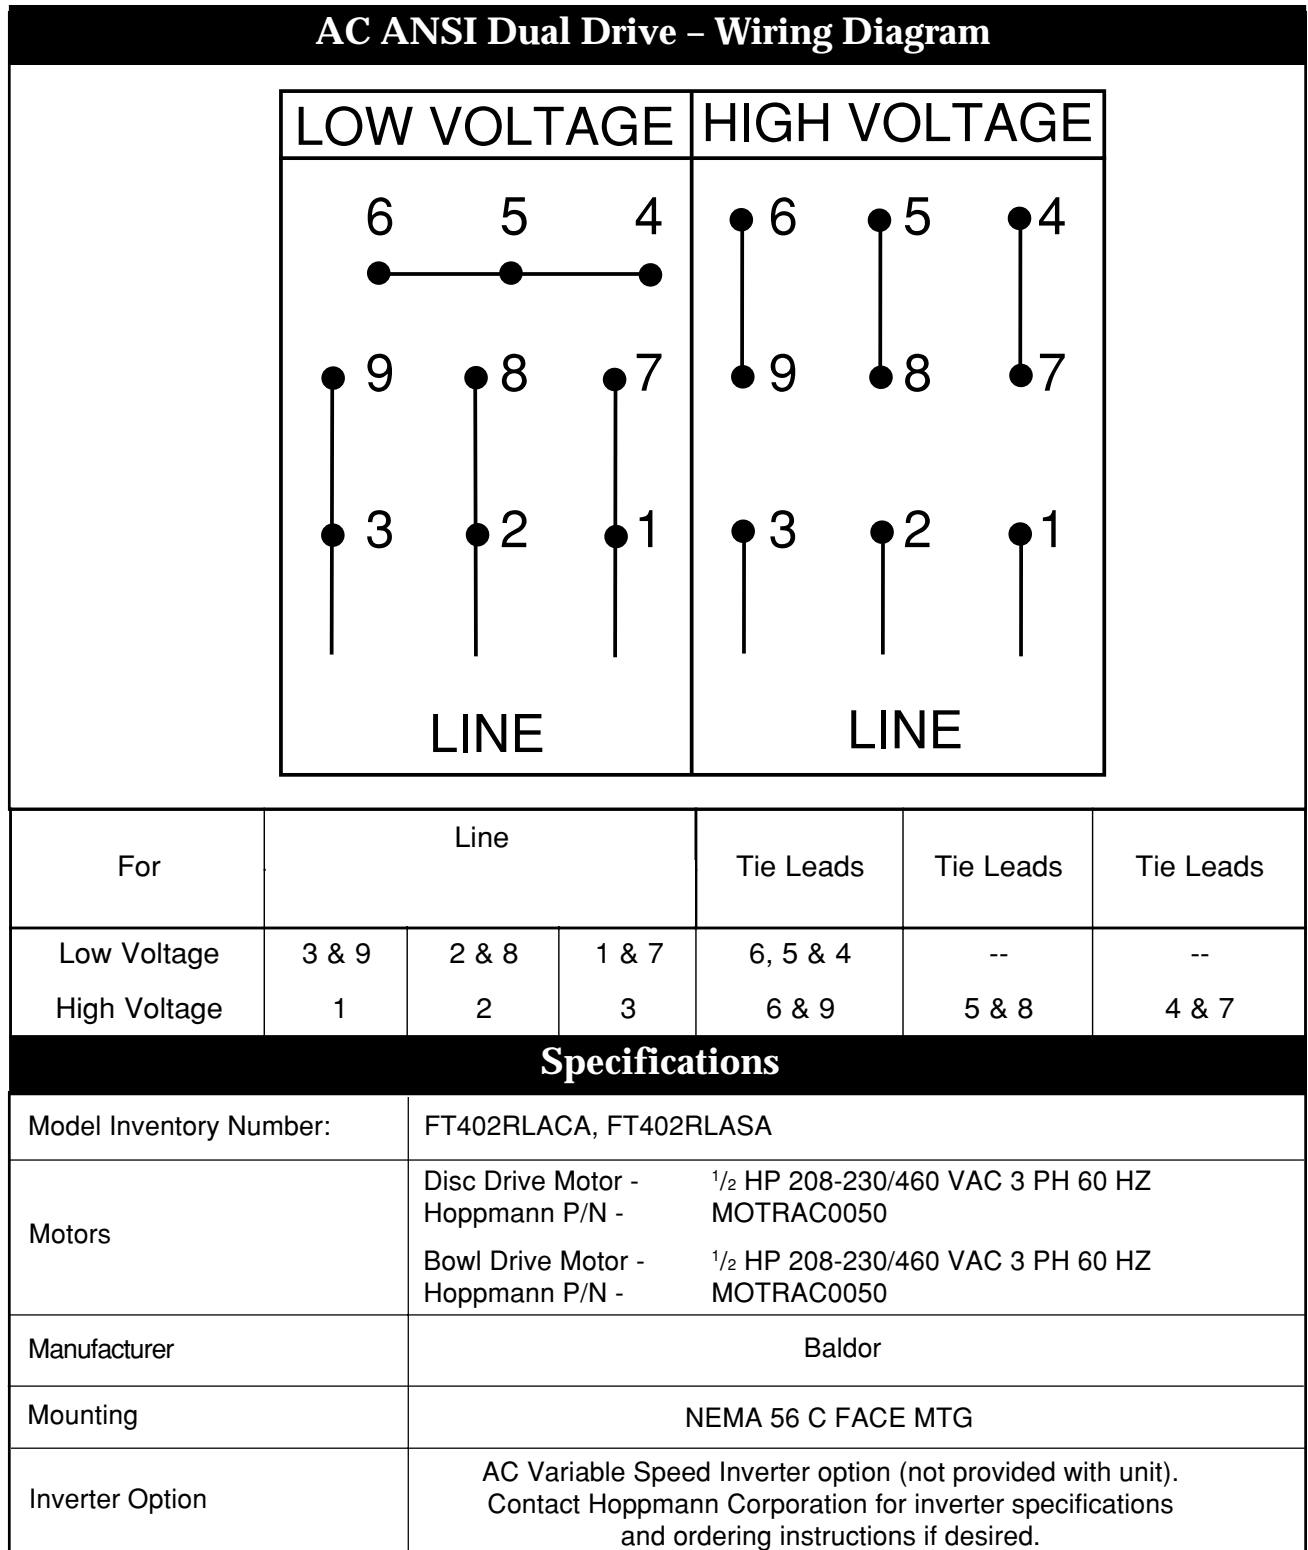 AC ANSI Dual Drive – Wiring Diagram
LOW VOLTAGE HIGH VOLTAGE
6 5 4 6 5 4
9 8 7 9 8 7
3 2 1 3 2 1
LINE LINE
For Line Tie Leads Tie Leads Tie Leads
Low Voltage 3 & 9 2 & 8 1 & 7 6, 5 & 4 -- --
High Voltage 1 2 3 6 & 9 5 & 8 4 & 7
Specifications
Model Inventory Number: FT402RLACA, FT402RLASA
Motors
Disc Drive Motor - 1/2 HP 208-230/460 VAC 3 PH 60 HZ
Hoppmann P/N - MOTRAC0050
Bowl Drive Motor - 1/2 HP 208-230/460 VAC 3 PH 60 HZ
Hoppmann P/N - MOTRAC0050
Manufacturer Baldor
Mounting NEMA 56 C FACE MTG
Inverter Option
AC Variable Speed Inverter option (not provided with unit).
Contact Hoppmann Corporation for inverter specifications
and ordering instructions if desired.